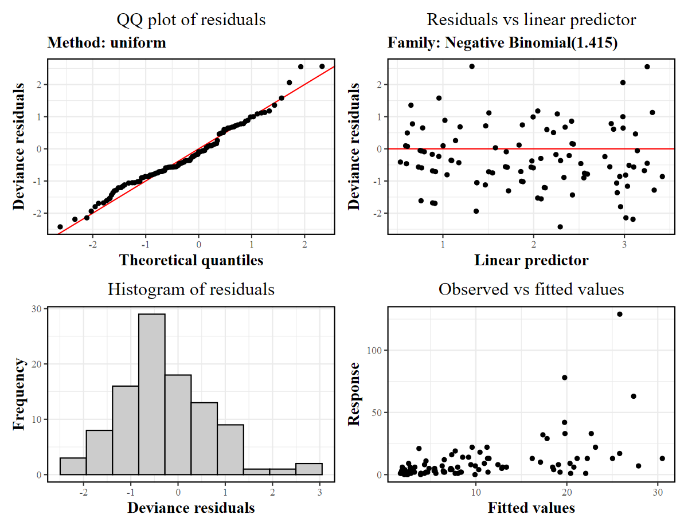 QQ plot of residuals
Method: uniform
Deviance residuals
2
1
0
-1
-2
-2
-1
0
1
2
Theoretical quantiles
Residuals vs linear predictor
Family: Negative Binomial(1.415)
Deviance residuals
2
1
0
-1
-2
1
2
3
Linear predictor
Histogram of residuals
Frequency
30
20
10
0
-2
-1
0
1
2
3
Deviance residuals
Observed vs fitted values
Response
100
50
0
10
20
30
Fitted values